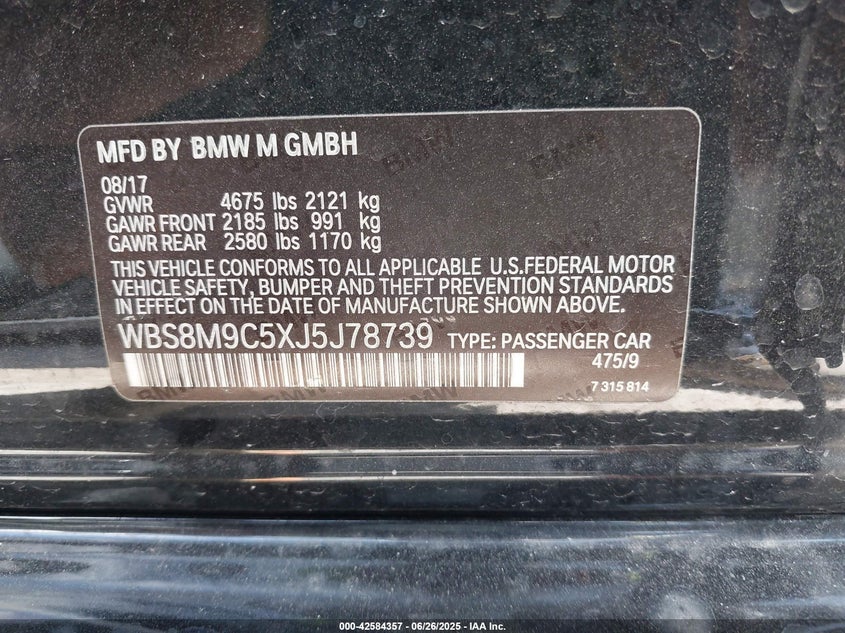 MFD BY BMW M GMBH
08/17
GVWR 4675 lbs 2121 kg
GAWR FRONT 2185 lbs 991 kg
GAWR REAR 2580 lbs 1170 kg
THIS VEHICLE CONFORMS TO ALL APPLICABLE U.S.FEDERAL MOTOR
VEHICLE SAFETY, BUMPER AND THEFT PREVENTION STANDARDS
IN EFFECT ON THE DATE OF MANUFACTURE SHOWN ABOVE.
WBS8M9C5XJ5J78739 TYPE: PASSENGER CAR
475/9
7 315 814
000-42584357 | 06/26/2025 - IAA Inc.